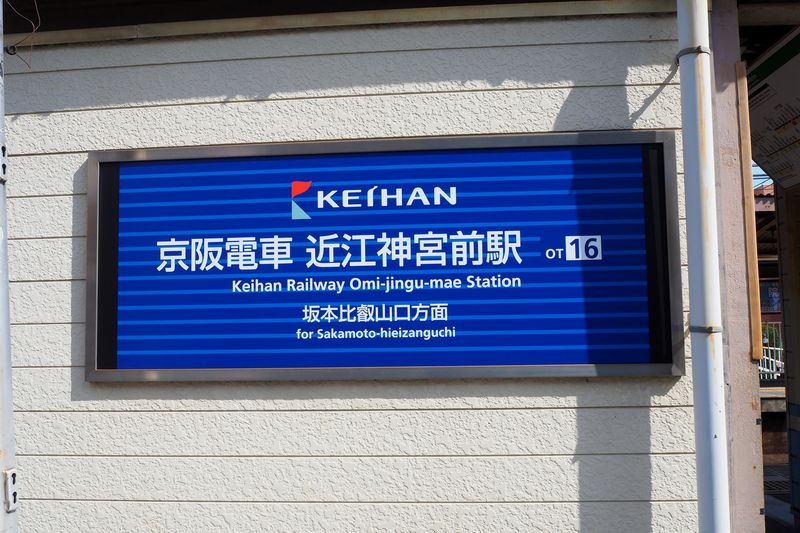 KEIHAN
京阪電車 近江神宮前駅 OT 16
Keihan Railway Omi-jingu-mae Station
坂本比叡山口方面
for Sakamoto-hieizanguchi